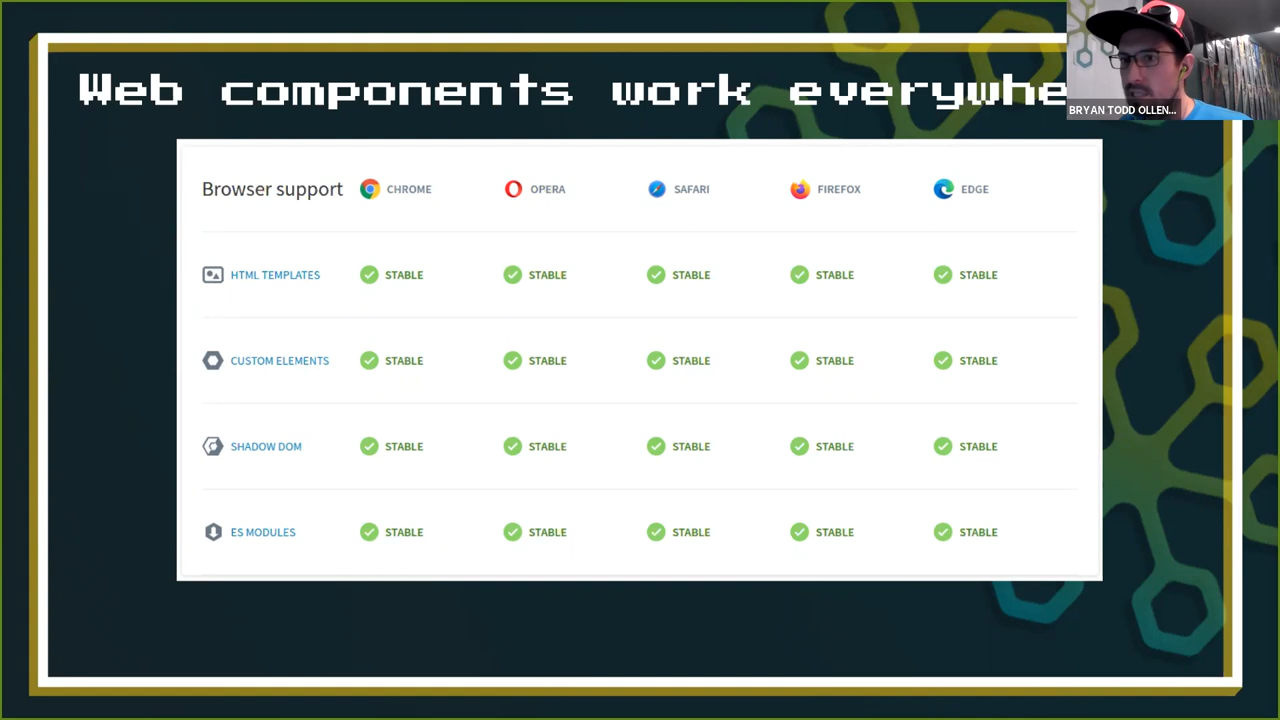 Web components work everywhe
BRYAN TODD OLLEN...
Browser support CHROME OPERA SAFARI FIREFOX EDGE
HTML TEMPLATES STABLE STABLE STABLE STABLE STABLE
CUSTOM ELEMENTS STABLE STABLE STABLE STABLE STABLE
SHADOW DOM STABLE STABLE STABLE STABLE STABLE
ES MODULES STABLE STABLE STABLE STABLE STABLE